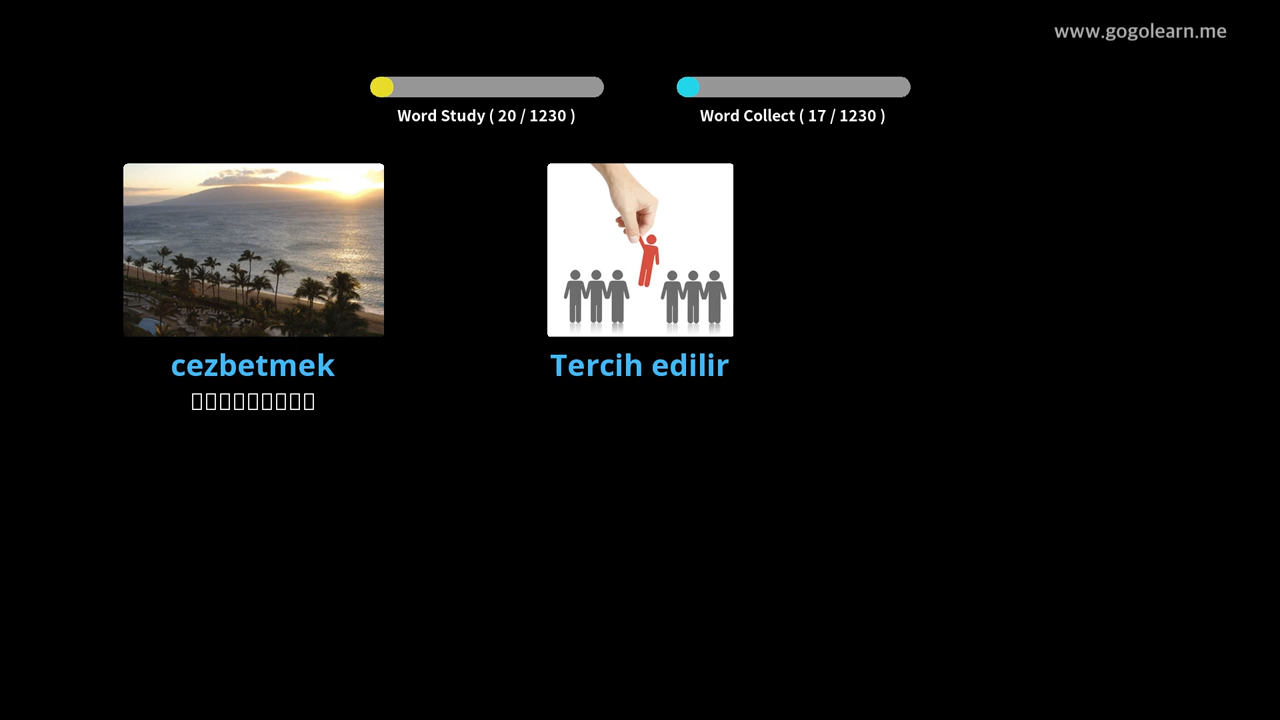 www.gogolearn.me
Word Study ( 20 / 1230 )
Word Collect ( 17 / 1230 )
cezbetmek
Tercih edilir